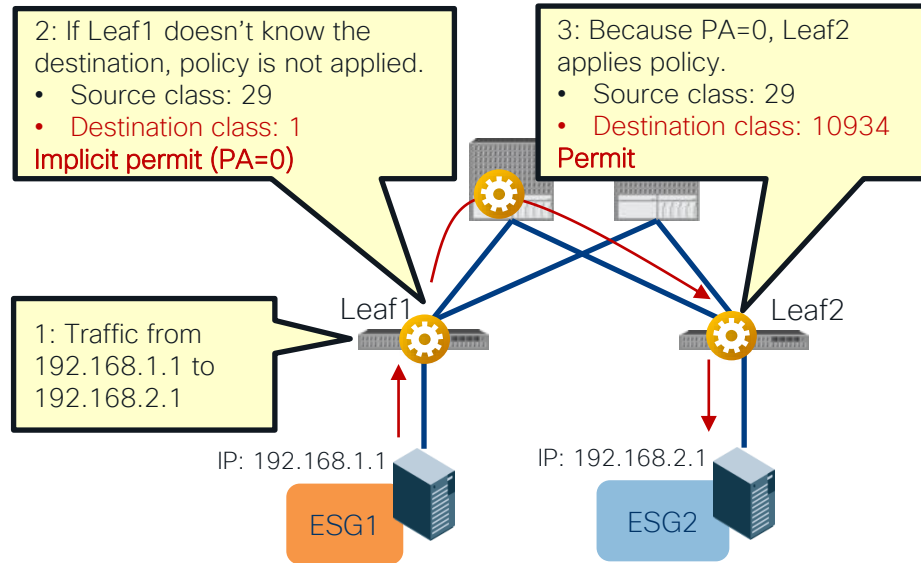 2: If Leaf1 doesn't know the
destination, policy is not applied.
• Source class: 29
• Destination class: 1
Implicit permit (PA=0)
3: Because PA=0, Leaf2
applies policy.
• Source class: 29
• Destination class: 10934
Permit
1: Traffic from
192.168.1.1 to
192.168.2.1
Leaf1
Leaf2
IP: 192.168.1.1
IP: 192.168.2.1
ESG1
ESG2